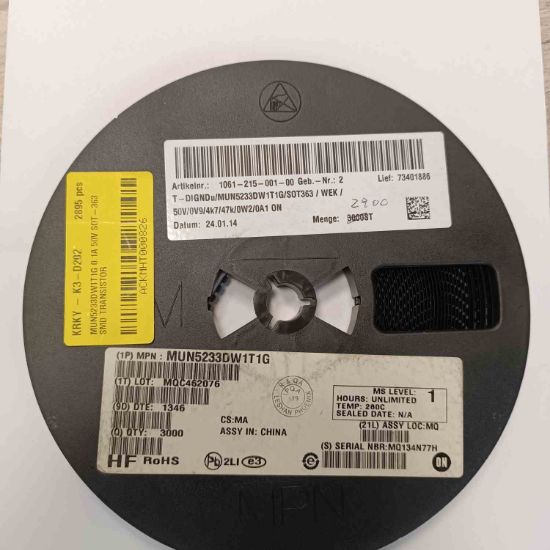 Artikelnr.: 1061-215-001-00 Geb.-Nr.: 2 Lief: 73401886
T-DIGNDu/MUN5233DW1T1G/SOT363 / WEK /
50V/0V9/4k7/47k/0W2/0A1 ON
Datum: 24.01.14 Menge:
2900
KRKY - K3-D202 2895 pcs
MUN5233DW1T1G 0.1A 50V SOT-363
SMD TRANSISTOR
ACKMHT000826
M
(1P) MPN : MUN5233DW1T1G
(1T) LOT: MQC462076
(9D) DTE: 1346
(Q) QTY: 3000
CS:MA
ASSY IN: CHINA
MS LEVEL: 1
HOURS: UNLIMITED
TEMP: 260C
SEALED DATE: N/A
(21L) ASSY LOC:MQ
(S) SERIAL NBR:MQ134N77H
HF RoHS
Pb 2LI e3
e
ON
MPN